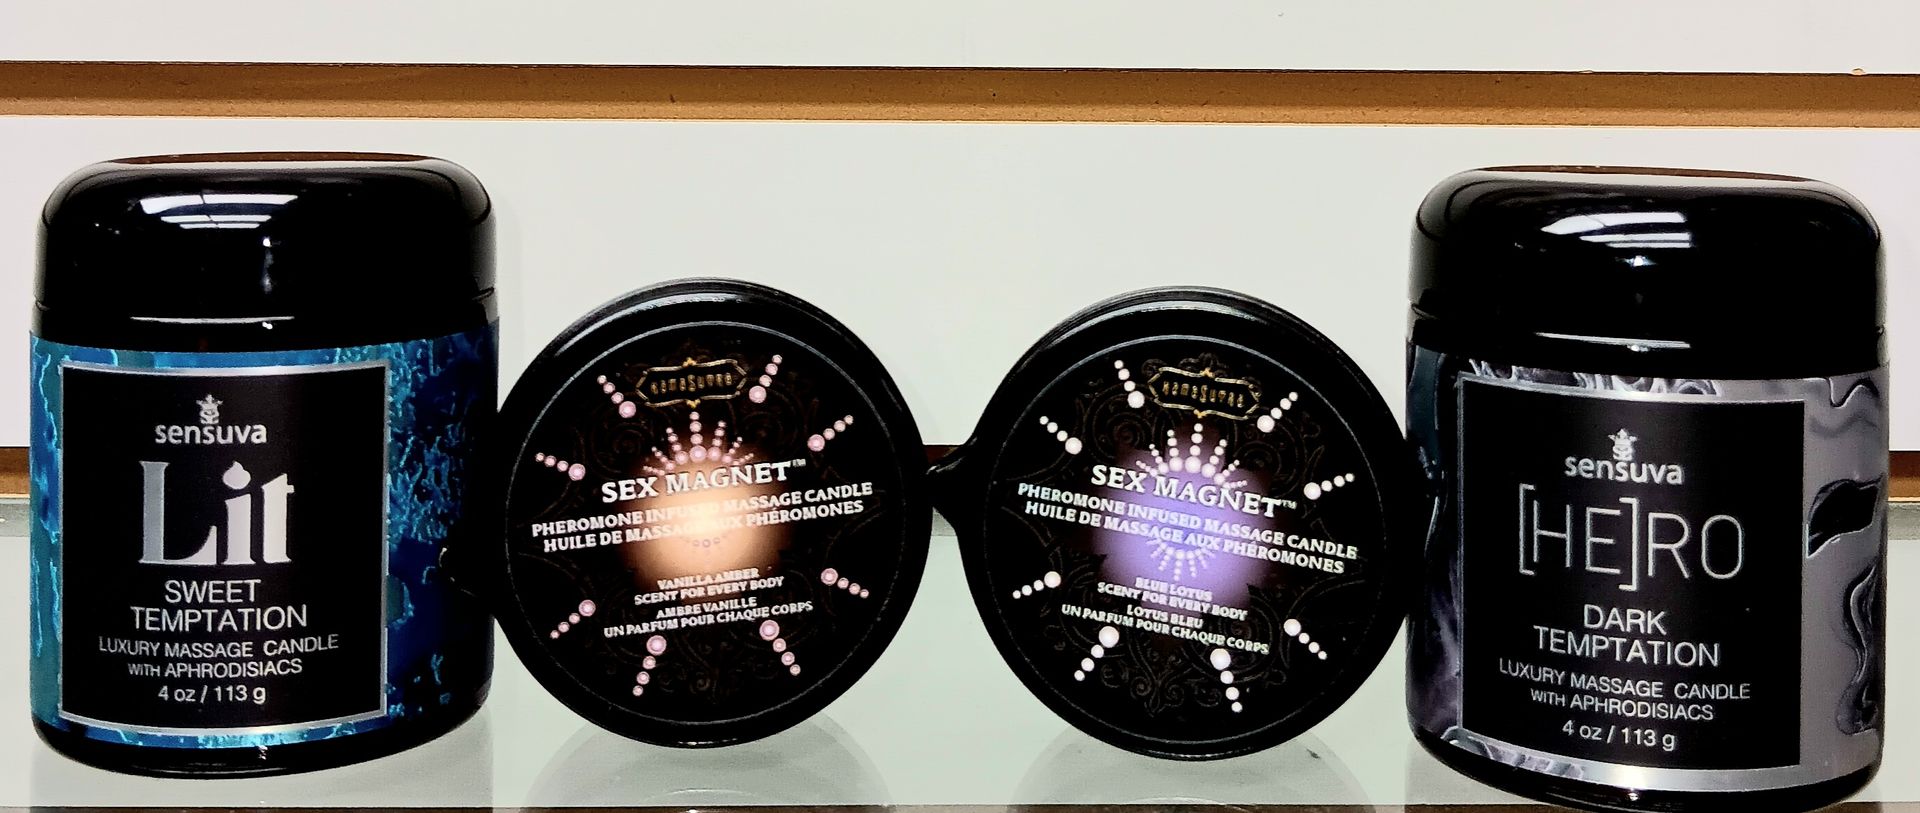 sensuva
Lit
SWEET
TEMPTATION
LUXURY MASSAGE CANDLE
WITH APHRODISIACS
4 oz / 113 g
KAMASUTRA
SEX MAGNET™
PHEROMONE INFUSED MASSAGE CANDLE
HUILE DE MASSAGE AUX PHÉROMONES
VANILLA AMBER
SCENT FOR EVERY BODY
AMBRE VANILLE
UN PARFUM POUR CHAQUE CORPS
KAMASUTRA
SEX MAGNET™
PHEROMONE INFUSED MASSAGE CANDLE
HUILE DE MASSAGE AUX PHÉROMONES
BLUE LOTUS
SCENT FOR EVERY BODY
LOTUS BLEU
UN PARFUM POUR CHAQUE CORPS
sensuva
[HE]RO
DARK
TEMPTATION
LUXURY MASSAGE CANDLE
WITH APHRODISIACS
4 oz / 113 g